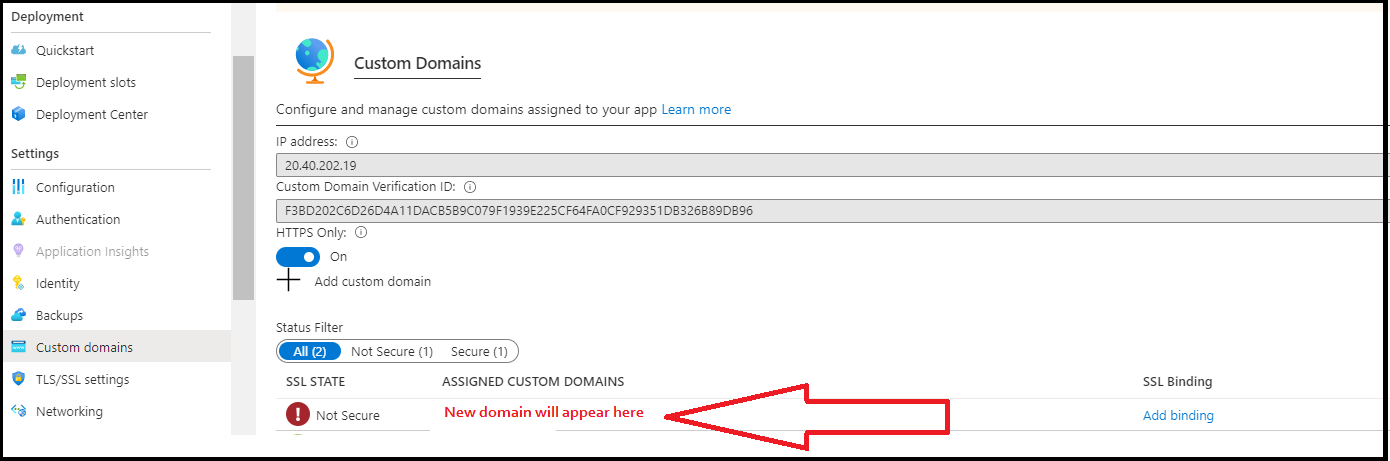 Deployment
Quickstart
Deployment slots
Deployment Center
Settings
Configuration
Authentication
Application Insights
Identity
Backups
Custom domains
TLS/SSL settings
Networking
Custom Domains
Configure and manage custom domains assigned to your app Learn more
IP address:
20.40.202.19
Custom Domain Verification ID:
F3BD202C6D26D4A11DACB5B9C079F1939E225CF64FA0CF929351DB326B89DB96
HTTPS Only:
On
Add custom domain
Status Filter
All (2) Not Secure (1) Secure (1)
SSL STATE ASSIGNED CUSTOM DOMAINS SSL Binding
Not Secure New domain will appear here Add binding